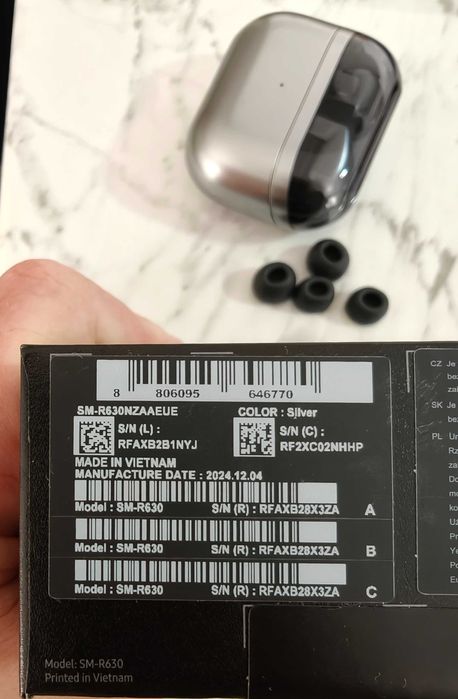 8 806095 646770
SM-R630NZAAEUE COLOR : Silver
S/N (L) : S/N (C) :
RFAXB2B1NYJ RF2XC02NHHP
MADE IN VIETNAM
MANUFACTURE DATE : 2024.12.04
Model : SM-R630 S/N (R) : RFAXB28X3ZA A
Model : SM-R630 S/N (R) : RFAXB28X3ZA B
Model : SM-R630 S/N (R) : RFAXB28X3ZA C
Model: SM-R630
Printed in Vietnam
CZ Je
SK Je
PL